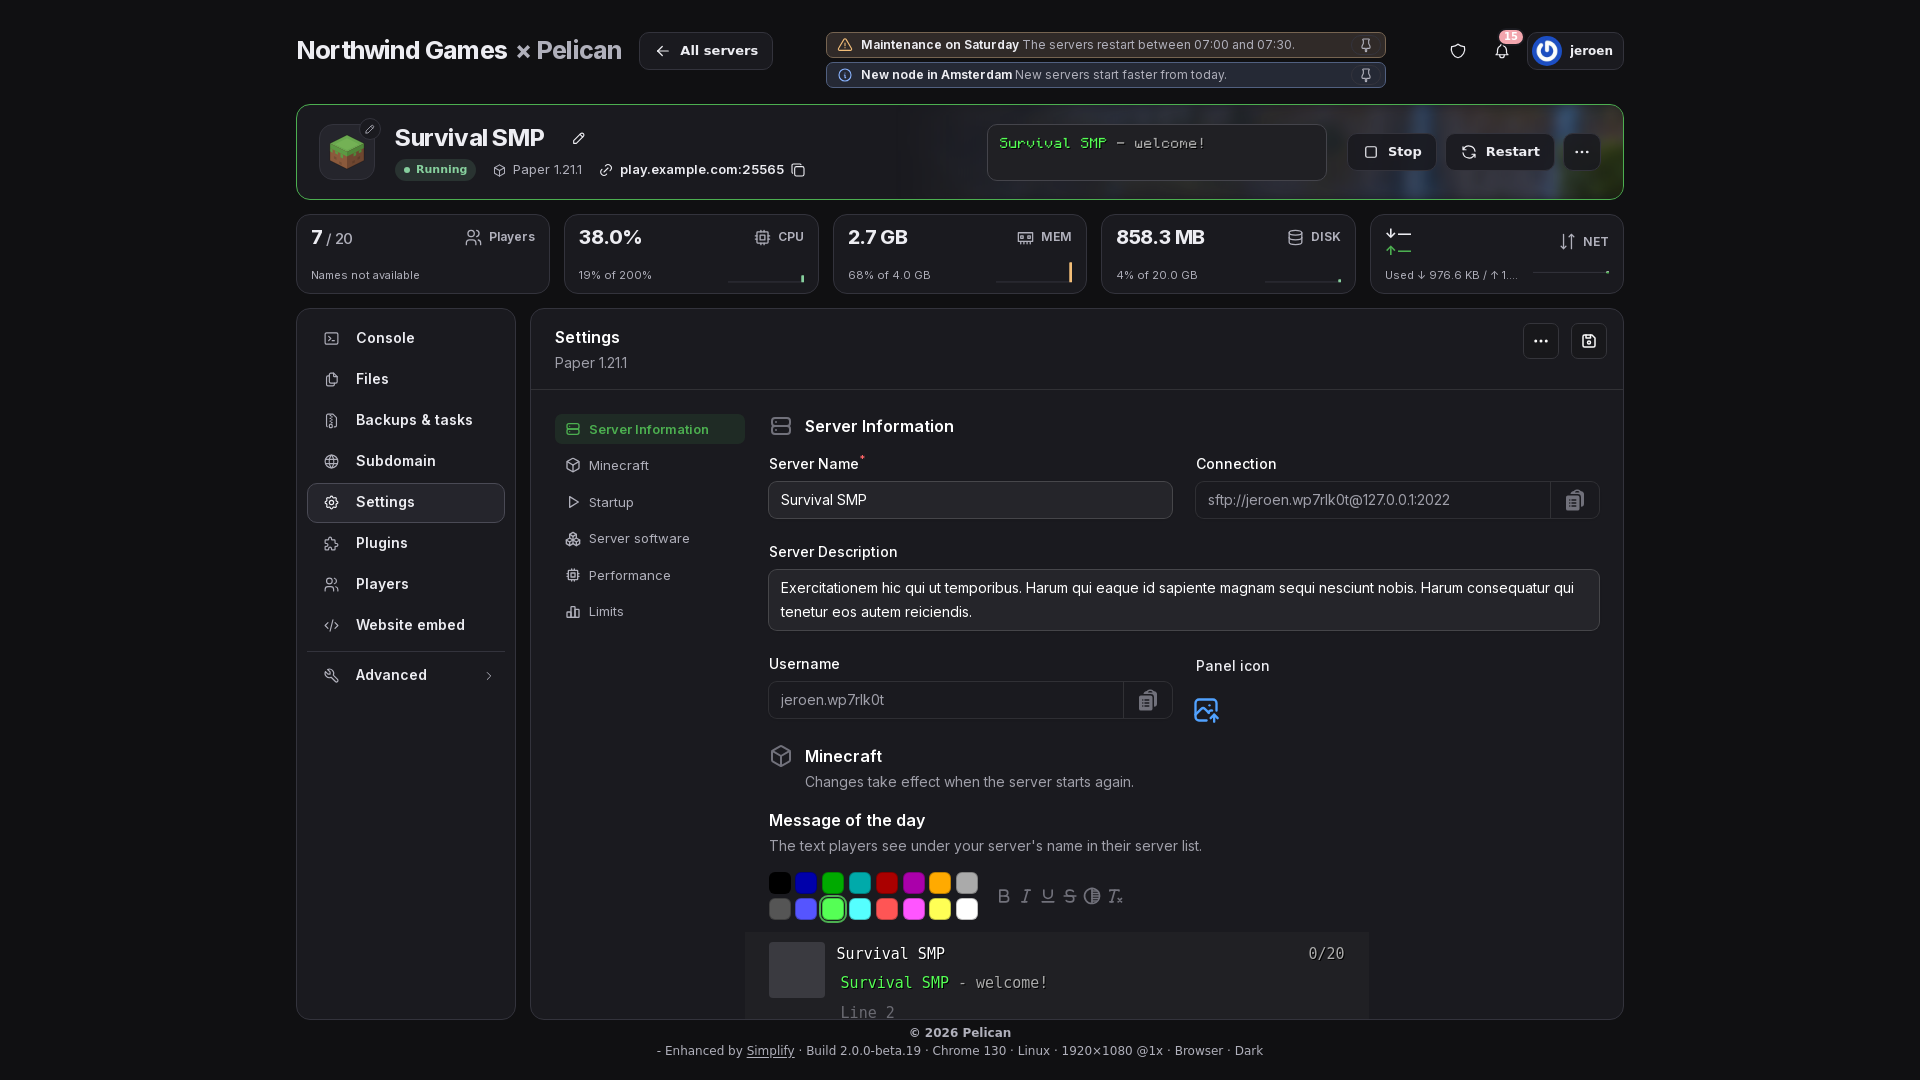 Northwind Games × Pelican
All servers
Maintenance on Saturday The servers restart between 07:00 and 07:30.
New node in Amsterdam New servers start faster from today.
15
jeroen
Survival SMP
Running
Paper 1.21.1
play.example.com:25565
Survival SMP - welcome!
Stop
Restart
7 / 20
Players
Names not available
38.0%
CPU
19% of 200%
2.7 GB
MEM
68% of 4.0 GB
858.3 MB
DISK
4% of 20.0 GB
↓—
↑—
NET
Used ↓ 976.6 KB / ↑ 1....
Console
Files
Backups & tasks
Subdomain
Settings
Plugins
Players
Website embed
Advanced
Settings
Paper 1.21.1
Server Information
Minecraft
Startup
Server software
Performance
Limits
Server Information
Server Name*
Survival SMP
Connection
sftp://jeroen.wp7rlk0t@127.0.0.1:2022
Server Description
Exercitationem hic qui ut temporibus. Harum qui eaque id sapiente magnam sequi nesciunt nobis. Harum consequatur qui
tenetur eos autem reiciendis.
Username
jeroen.wp7rlk0t
Panel icon
Minecraft
Changes take effect when the server starts again.
Message of the day
The text players see under your server's name in their server list.
B I U S
Survival SMP
0/20
Survival SMP - welcome!
Line 2
© 2026 Pelican
- Enhanced by Simplify · Build 2.0.0-beta.19 · Chrome 130 · Linux · 1920×1080 @1x · Browser · Dark